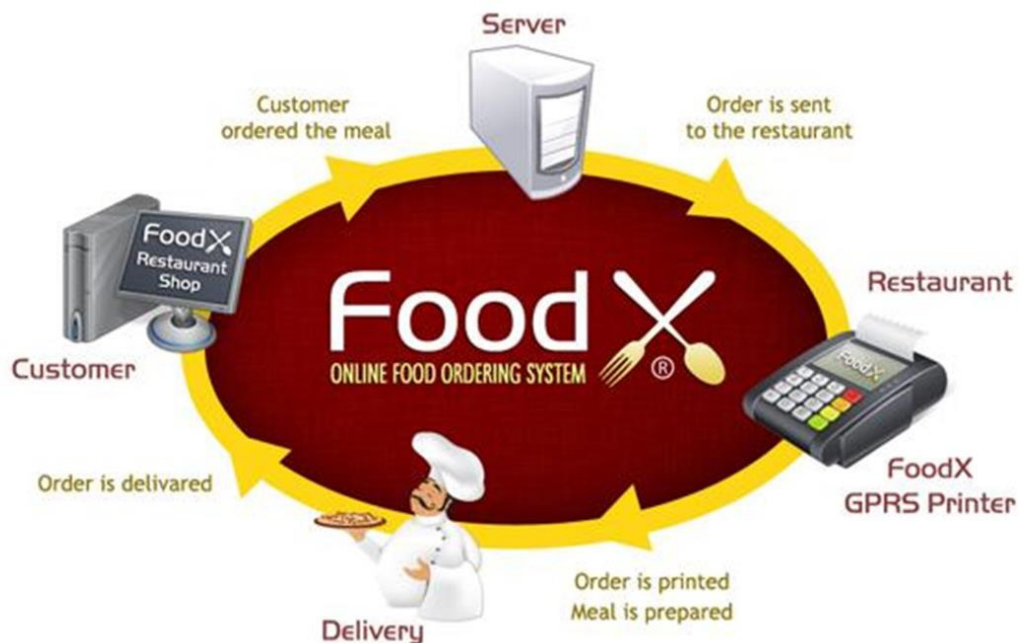 Server
Customer
ordered the meal
Order is sent
to the restaurant
FoodX
Restaurant
Shop
Customer
FoodX
ONLINE FOOD ORDERING SYSTEM
®
Restaurant
FoodX
FoodX
GPRS Printer
Order is delivared
Order is printed
Meal is prepared
Delivery